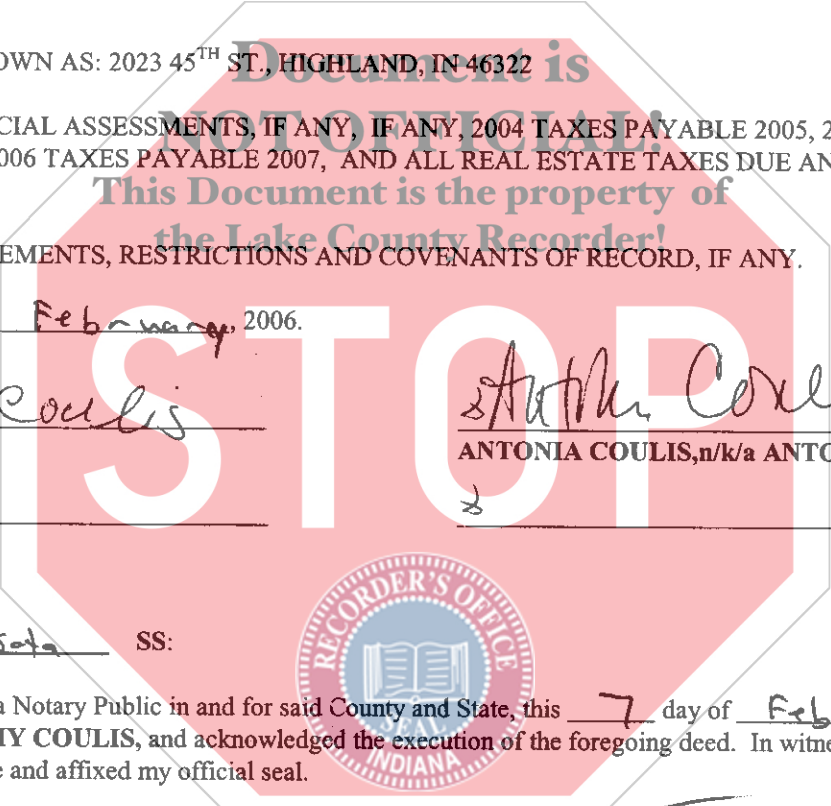 OWN AS: 2023 45TH ST., HIGHLAND, IN 46322
Document is
NOT OFFICIAL!
CIAL ASSESSMENTS, IF ANY, IF ANY, 2004 TAXES PAYABLE 2005, 2
006 TAXES PAYABLE 2007, AND ALL REAL ESTATE TAXES DUE AN
This Document is the property of
the Lake County Recorder!
EMENTS, RESTRICTIONS AND COVENANTS OF RECORD, IF ANY.
February, 2006.
STOP
Coulis
ANTONIA COULIS,n/k/a ANTO
RECORDER'S OFFICE
SEAL
INDIANA
SS:
a Notary Public in and for said County and State, this 7 day of Feb
IY COULIS, and acknowledged the execution of the foregoing deed. In witne
e and affixed my official seal.